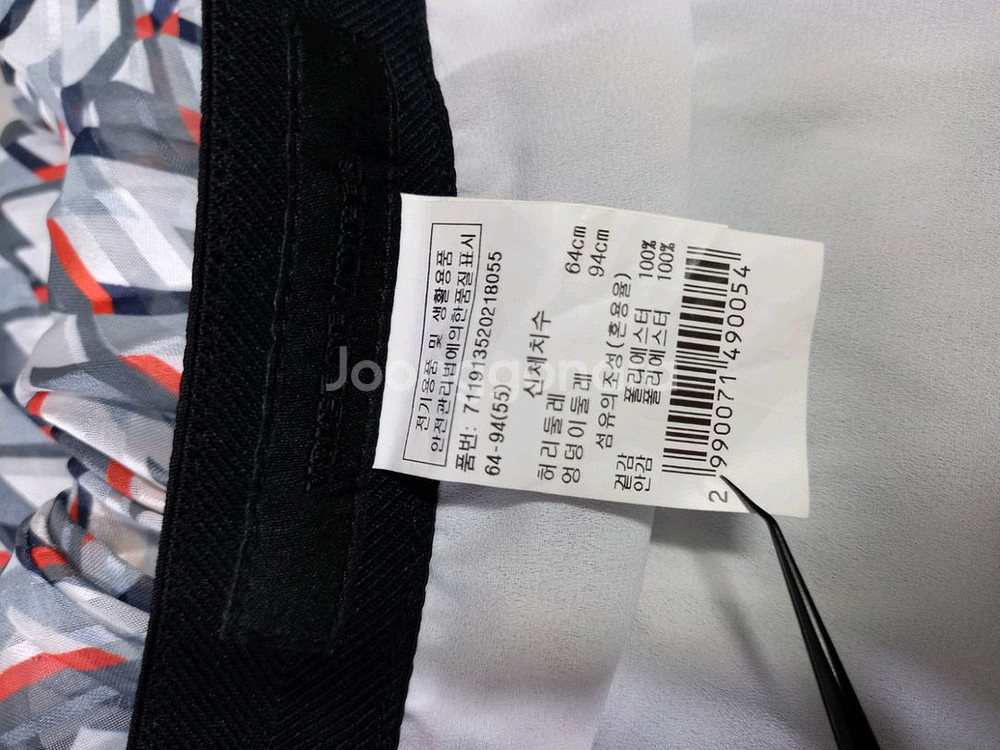 전기용품 및 생활용품
안전관리법에의한품질표시
품번: 711913520218055
64-94(55)
신체치수
허리둘레 64cm
엉덩이둘레 94cm
섬유의조성(혼용율)
겉감 폴리에스터 100%
안감 폴리에스터 100%
2 990071 490054